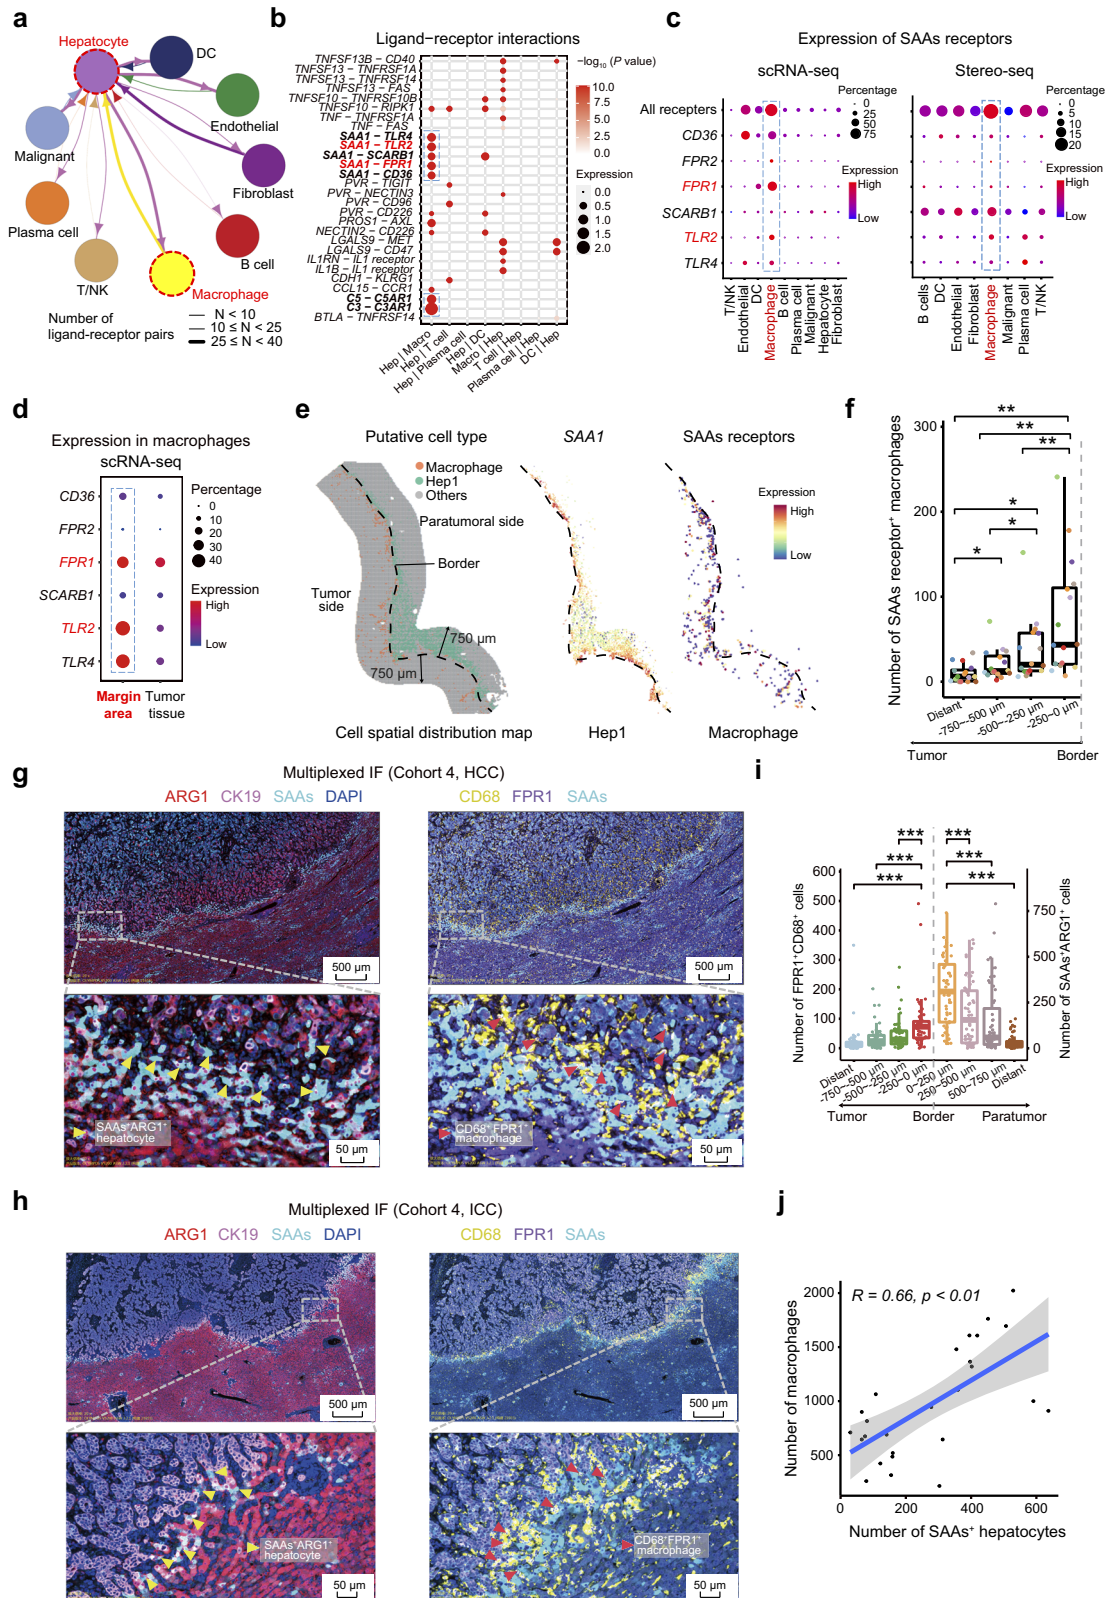 a
Hepatocyte
DC
Endothelial
Malignant
Fibroblast
Plasma cell
B cell
T/NK
Macrophage
Number of
ligand−receptor pairs
N < 10
10 ≤ N < 25
25 ≤ N < 40
b
Ligand−receptor interactions
TNFSF13B − CD40
TNFSF13 − TNFRSF1A
TNFSF13 − TNFRSF14
TNFSF13 − FAS
TNFSF10 − TNFRSF10B
TNFSF10 − RIPK1
TNF − TNFRSF1A
TNF − FAS
SAA1 − TLR4
SAA1 − TLR2
SAA1 − SCARB1
SAA1 − FPR1
SAA1 − CD36
PVR − TIGIT
PVR − NECTIN3
PVR − CD96
PVR − CD226
PROS1 − AXL
NECTIN2 − CD226
LGALS9 − MET
LGALS9 − CD47
IL1RN − IL1 receptor
IL1B − IL1 receptor
CDH1 − KLRG1
CCL15 − CCR1
C5 − C5AR1
C3 − C3AR1
BTLA − TNFRSF14
Hep | Macro
Hep | T cell
Hep | Plasma cell
Hep | DC
Macro | Hep
T cell | Hep
Plasma cell | Hep
DC | Hep
−log10 (P value)
10.0
7.5
5.0
2.5
0.0
Expression
0.0
0.5
1.0
1.5
2.0
c
Expression of SAAs receptors
scRNA-seq
Stereo-seq
All recepters
CD36
FPR2
FPR1
SCARB1
TLR2
TLR4
T/NK
Endothelial
DC
Macrophage
B cell
Plasma cell
Malignant
Hepatocyte
Fibroblast
Percentage
0
25
50
75
Expression
High
Low
B cells
DC
Endothelial
Fibroblast
Macrophage
Malignant
Plasma cell
T/NK
Percentage
0
5
10
15
20
Expression
High
Low
d
Expression in macrophages
scRNA-seq
CD36
FPR2
FPR1
SCARB1
TLR2
TLR4
Margin
area
Tumor
tissue
Percentage
0
10
20
30
40
Expression
High
Low
e
Putative cell type
SAA1
SAAs receptors
Macrophage
Hep1
Others
Paratumoral side
Border
Tumor
side
750 µm
750 µm
Expression
High
Low
Cell spatial distribution map
Hep1
Macrophage
f
Number of SAAs receptor+ macrophages
300
200
100
0
**
**
**
*
*
*
Distant
-750~-500 µm
-500~-250 µm
-250~0 µm
Tumor
Border
g
Multiplexed IF (Cohort 4, HCC)
ARG1 CK19 SAAs DAPI
CD68 FPR1 SAAs
500 µm
500 µm
SAAs+ARG1+
hepatocyte
50 µm
CD68+FPR1+
macrophage
50 µm
h
Multiplexed IF (Cohort 4, ICC)
ARG1 CK19 SAAs DAPI
CD68 FPR1 SAAs
500 µm
500 µm
SAAs+ARG1+
hepatocyte
50 µm
CD68+FPR1+
macrophage
50 µm
i
Number of FPR1+CD68+ cells
Number of SAAs+ARG1+ cells
600
500
400
300
200
100
0
750
500
250
0
***
***
***
***
***
***
Distant
-750~-500 µm
-500~-250 µm
-250~0 µm
0~250 µm
250~500 µm
500~750 µm
Distant
Tumor
Border
Paratumor
j
R = 0.66, p < 0.01
Number of macrophages
2000
1500
1000
500
0
200
400
600
Number of SAAs+ hepatocytes